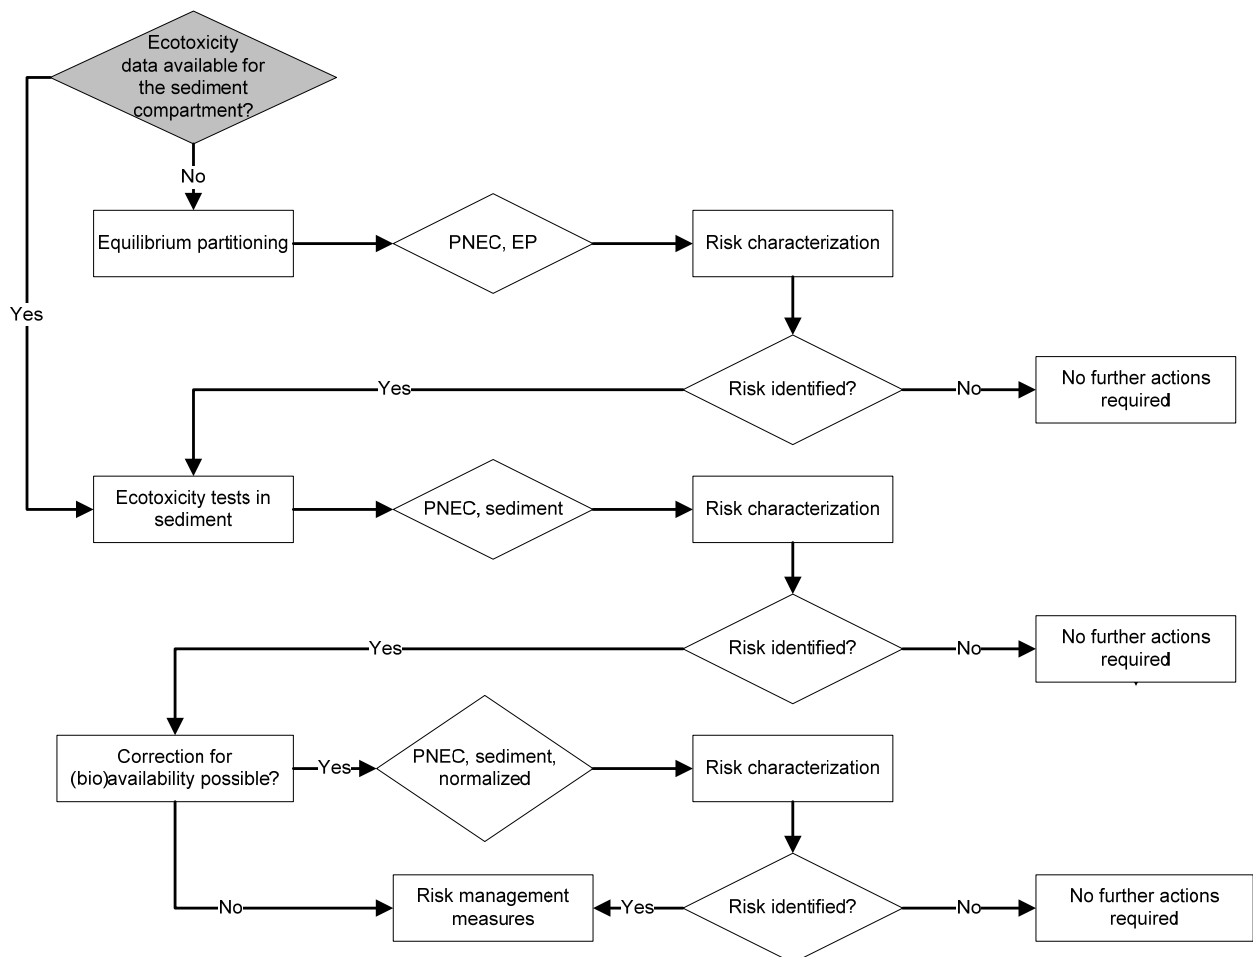 Ecotoxicity
data available for
the sediment
compartment?
No
Equilibrium partitioning
PNEC, EP
Risk characterization
Yes
Yes
Risk identified?
No
No further actions
required
Ecotoxicity tests in
sediment
PNEC, sediment
Risk characterization
Yes
Risk identified?
No
No further actions
required
Correction for
(bio)availability possible?
Yes
PNEC, sediment,
normalized
Risk characterization
No
Risk management
measures
Yes
Risk identified?
No
No further actions
required